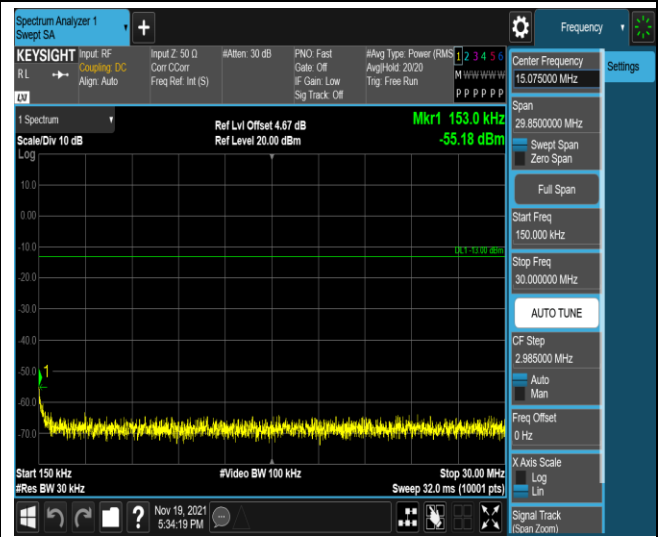 Spectrum Analyzer 1
Swept SA
+
Frequency
KEYSIGHT
RL
LXI
Input: RF
Coupling: DC
Align: Auto
Input Z: 50 Ω
Corr CCorr
Freq Ref: Int (S)
#Atten: 30 dB
PNO: Fast
Gate: Off
IF Gain: Low
Sig Track: Off
#Avg Type: Power (RMS
Avg|Hold: 20/20
Trig: Free Run
1 2 3 4 5 6
M W W W W W
P P P P P P
Center Frequency
15.075000 MHz
Settings
Span
29.8500000 MHz
Swept Span
Zero Span
Full Span
Start Freq
150.000 kHz
Stop Freq
30.000000 MHz
AUTO TUNE
CF Step
2.985000 MHz
Auto
Man
Freq Offset
0 Hz
X Axis Scale
Log
Lin
Signal Track
(Span Zoom)
1 Spectrum
Scale/Div 10 dB
Ref Lvl Offset 4.67 dB
Ref Level 20.00 dBm
Mkr1 153.0 kHz
-55.18 dBm
Log
10.0
0.00
-10.0
DL1 -13.00 dBm
-20.0
-30.0
-40.0
-50.0
1
-60.0
-70.0
Start 150 kHz
#Video BW 100 kHz
Stop 30.00 MHz
#Res BW 30 kHz
Sweep 32.0 ms (10001 pts)
?
Nov 19, 2021
5:34:19 PM